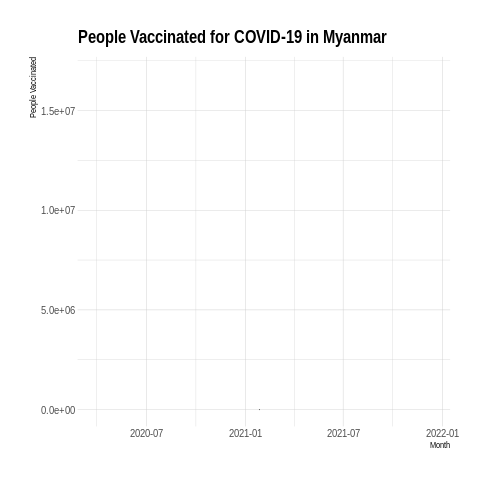 People Vaccinated for COVID-19 in Myanmar
People Vaccinated
1.5e+07
1.0e+07
5.0e+06
0.0e+00
2020-07 2021-01 2021-07 2022-01
Month